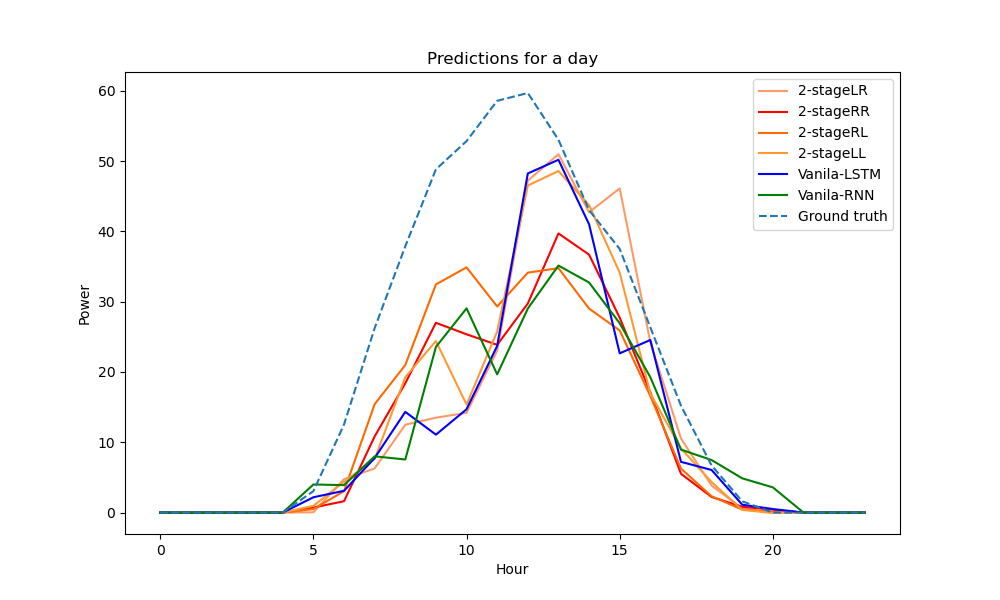 Predictions for a day
2-stageLR
2-stageRR
2-stageRL
2-stageLL
Vanila-LSTM
Vanila-RNN
Ground truth
60
50
40
30
20
10
0
Power
0 5 10 15 20
Hour